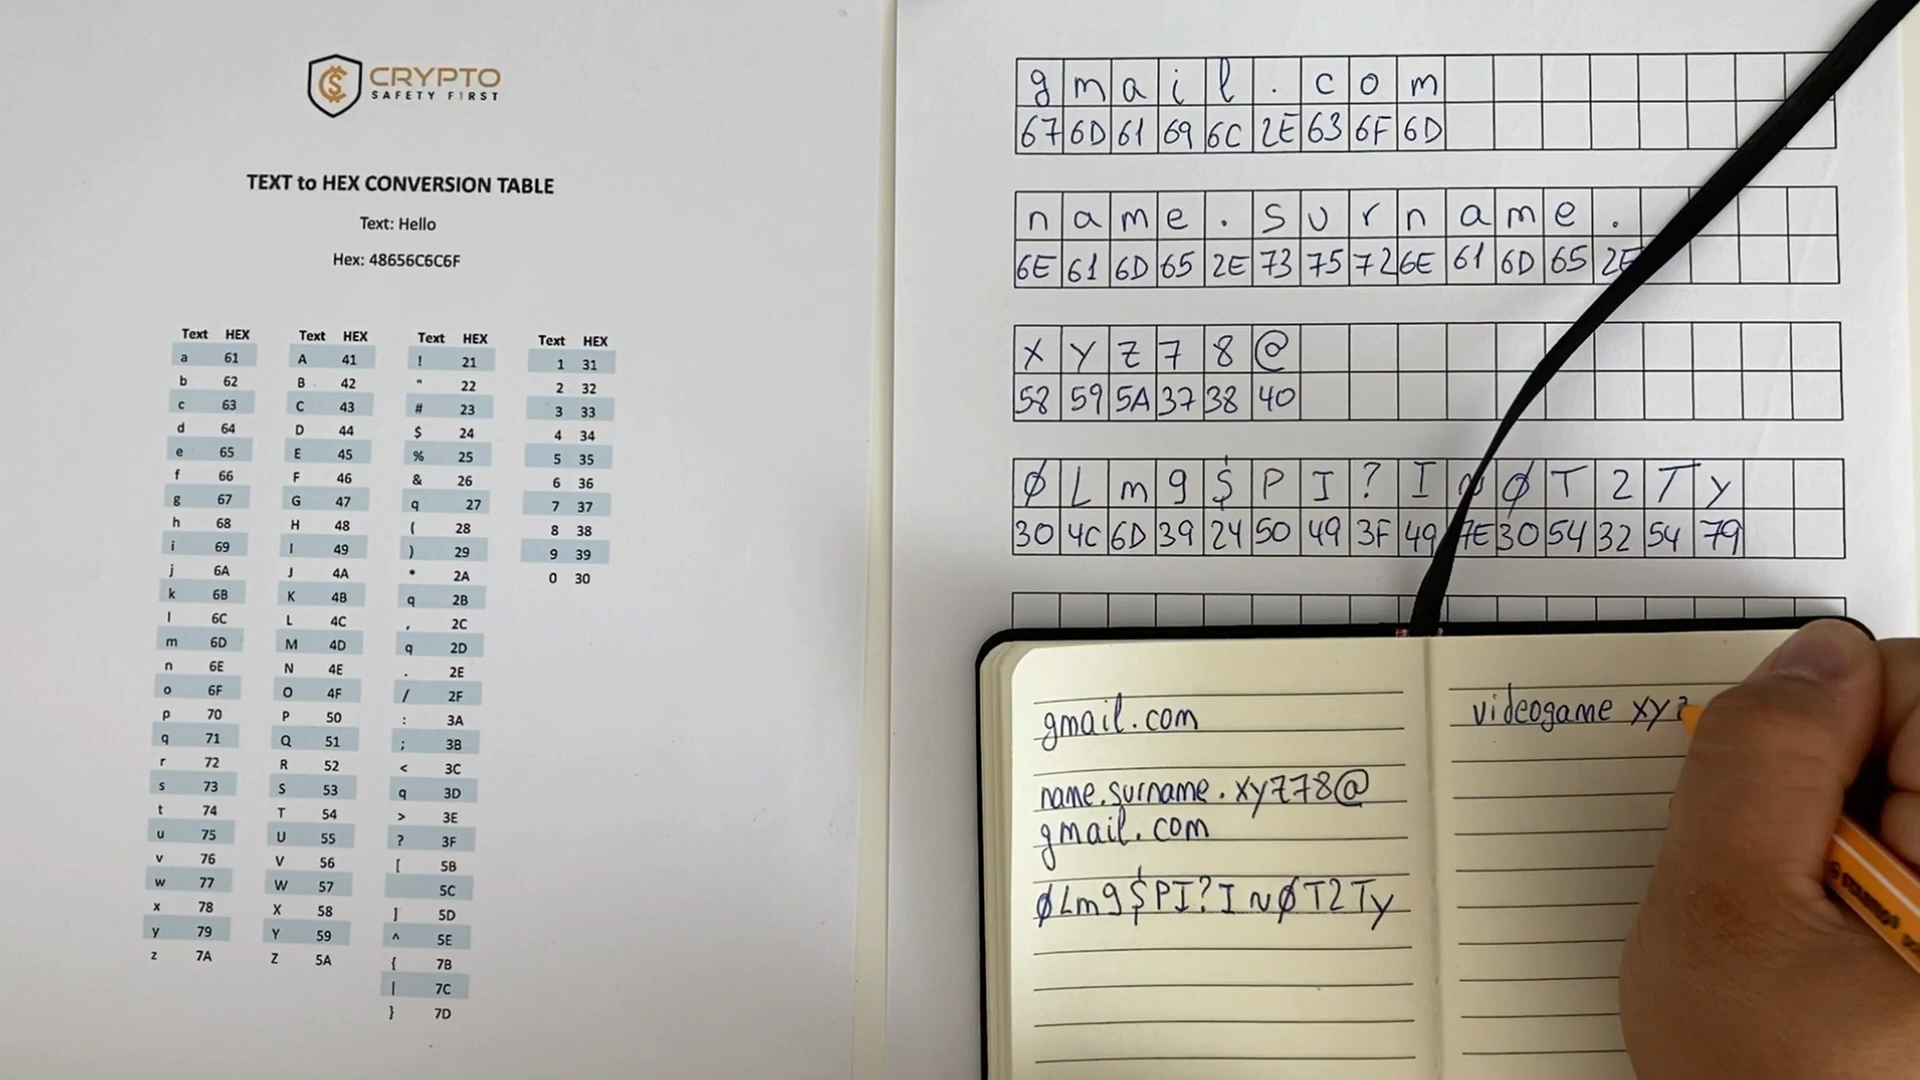 CRYPTO
SAFETY FIRST
TEXT to HEX CONVERSION TABLE
Text: Hello
Hex: 48656C6C6F
Text HEX
a 61
b 62
c 63
d 64
e 65
f 66
g 67
h 68
i 69
j 6A
k 6B
l 6C
m 6D
n 6E
o 6F
p 70
q 71
r 72
s 73
t 74
u 75
v 76
w 77
x 78
y 79
z 7A
Text HEX
A 41
B 42
C 43
D 44
E 45
F 46
G 47
H 48
I 49
J 4A
K 4B
L 4C
M 4D
N 4E
O 4F
P 50
Q 51
R 52
S 53
T 54
U 55
V 56
W 57
X 58
Y 59
Z 5A
Text HEX
! 21
" 22
# 23
$ 24
% 25
& 26
q 27
( 28
) 29
* 2A
q 2B
, 2C
q 2D
. 2E
/ 2F
: 3A
; 3B
< 3C
q 3D
> 3E
? 3F
[ 5B
5C
] 5D
^ 5E
{ 7B
| 7C
} 7D
Text HEX
1 31
2 32
3 33
4 34
5 35
6 36
7 37
8 38
9 39
0 30
g m a i l . c o m
67 6D 61 69 6C 2E 63 6F 6D
n a m e . s u r n a m e .
6E 61 6D 65 2E 73 75 72 6E 61 6D 65 2E
X Y Z 7 8 @
58 59 5A 37 38 40
Ø L m 9 $ P I ? I ~ Ø T 2 T y
30 4C 6D 39 24 50 49 3F 49 7E 30 54 32 54 79
gmail.com
name.surname.xyz78@
gmail.com
ØLm9$PI?I~ØT2Ty
videogame xy